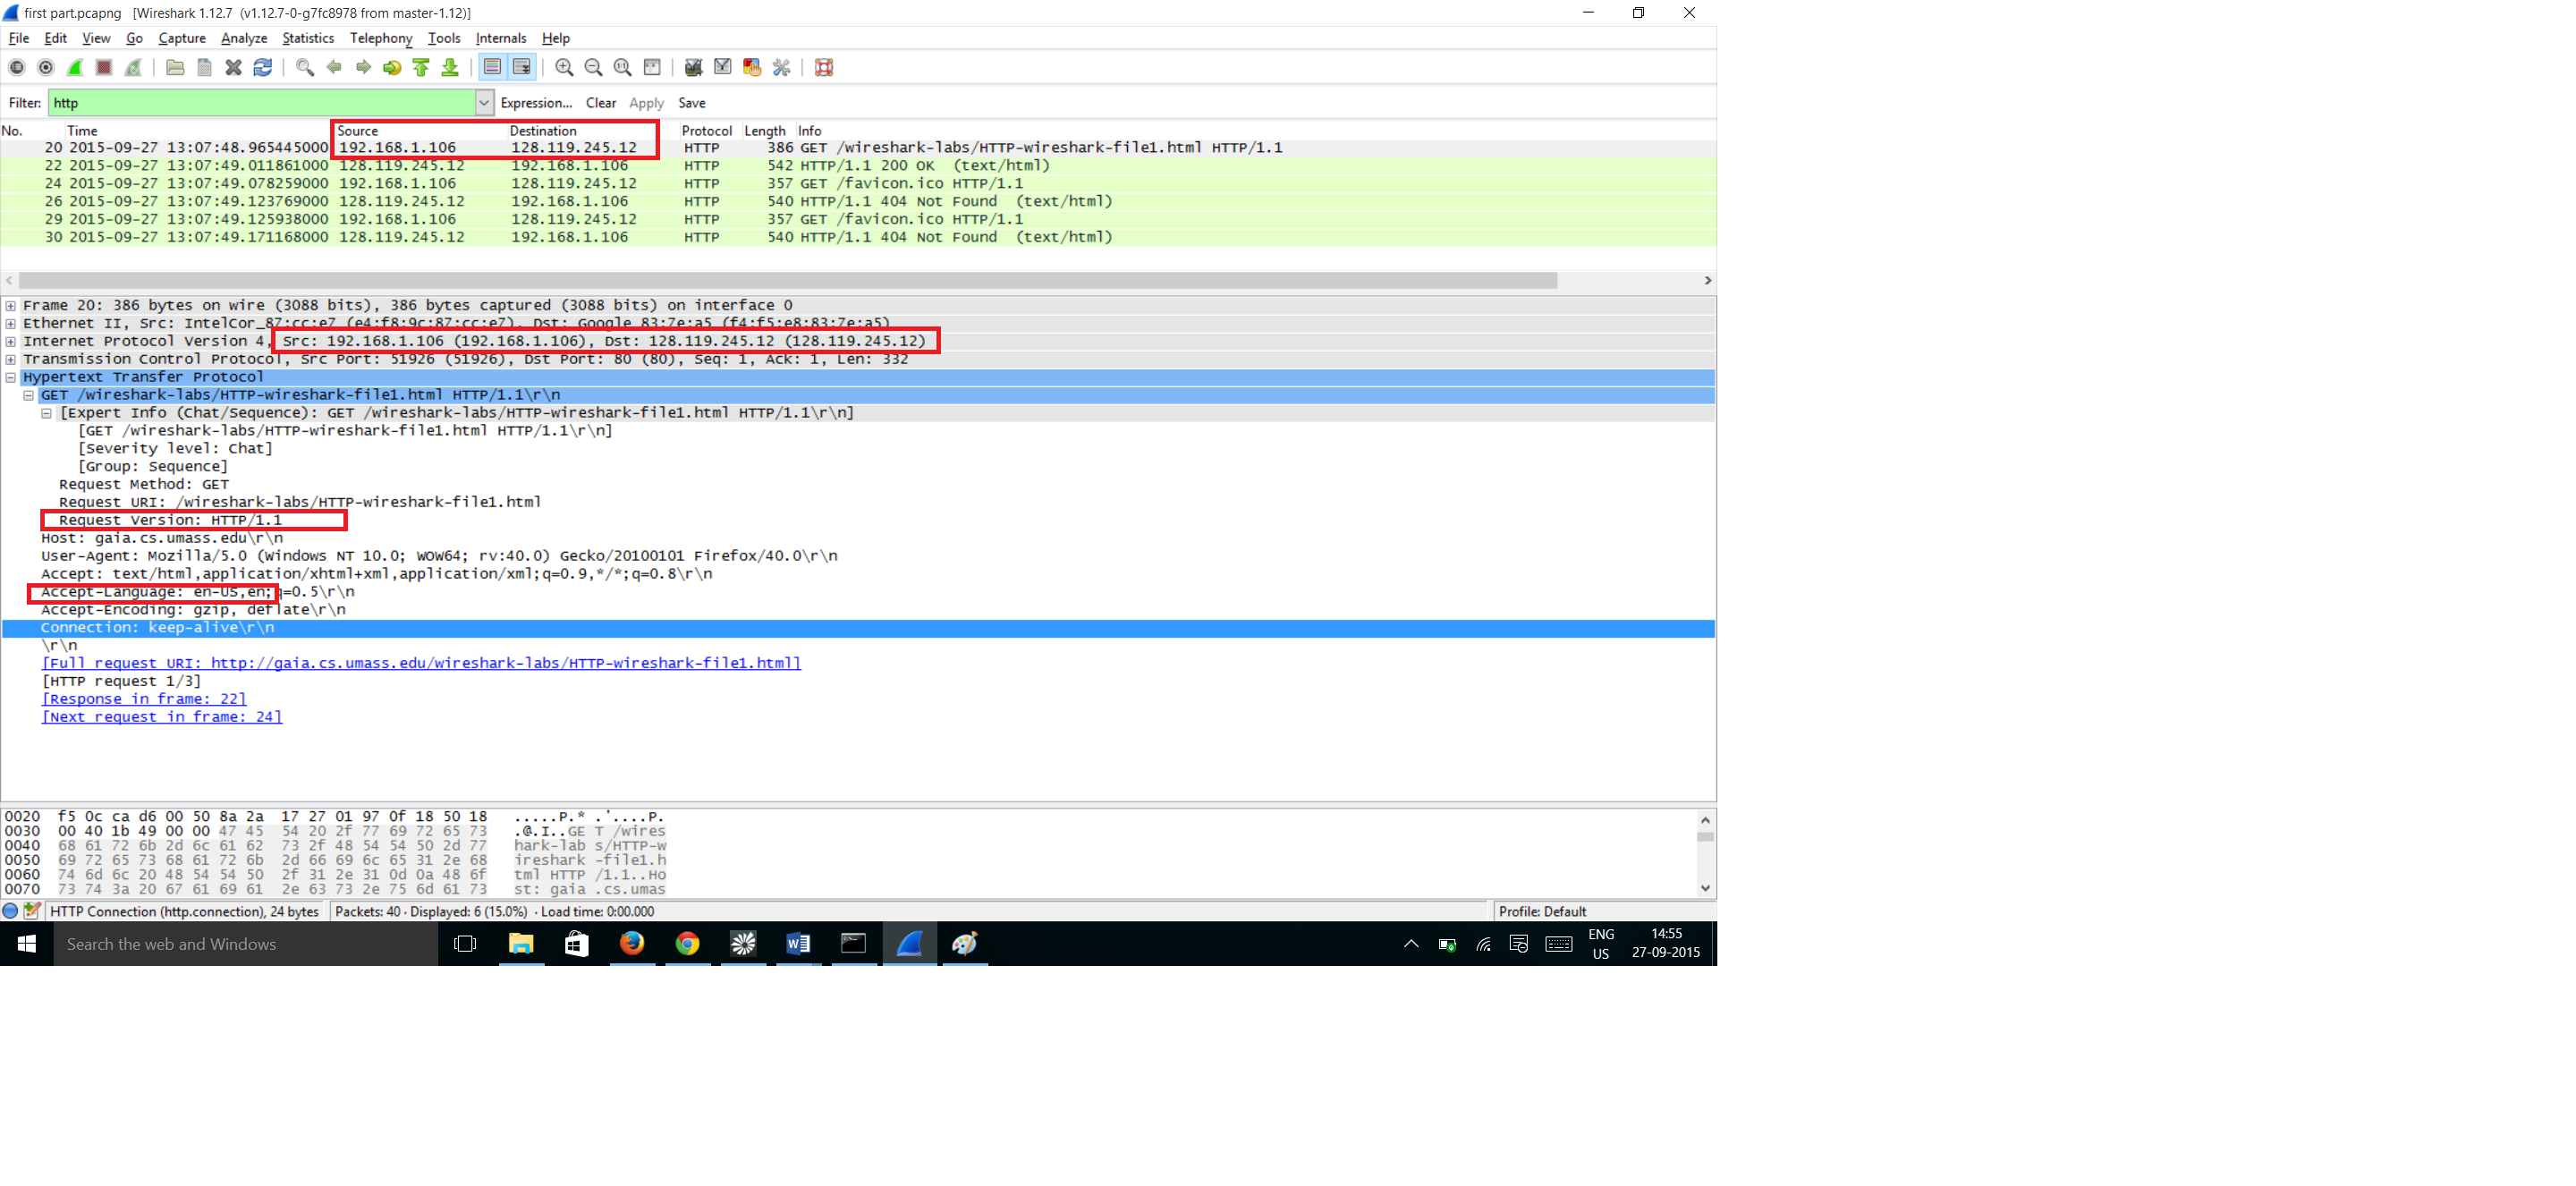 first part.pcapng [Wireshark 1.12.7 (v1.12.7-0-g7fc8978 from master-1.12)]
File Edit View Go Capture Analyze Statistics Telephony Tools Internals Help
Filter: http Expression... Clear Apply Save
No. Time Source Destination Protocol Length Info
20 2015-09-27 13:07:48.965445000 192.168.1.106 128.119.245.12 HTTP 386 GET /wireshark-labs/HTTP-wireshark-file1.html HTTP/1.1
22 2015-09-27 13:07:49.011861000 128.119.245.12 192.168.1.106 HTTP 542 HTTP/1.1 200 OK (text/html)
24 2015-09-27 13:07:49.078259000 192.168.1.106 128.119.245.12 HTTP 357 GET /favicon.ico HTTP/1.1
26 2015-09-27 13:07:49.123769000 128.119.245.12 192.168.1.106 HTTP 540 HTTP/1.1 404 Not Found (text/html)
29 2015-09-27 13:07:49.125938000 192.168.1.106 128.119.245.12 HTTP 357 GET /favicon.ico HTTP/1.1
30 2015-09-27 13:07:49.171168000 128.119.245.12 192.168.1.106 HTTP 540 HTTP/1.1 404 Not Found (text/html)
Frame 20: 386 bytes on wire (3088 bits), 386 bytes captured (3088 bits) on interface 0
Ethernet II, Src: IntelCor_87:cc:e7 (e4:f8:9c:87:cc:e7), Dst: Google_83:7e:a5 (f4:f5:e8:83:7e:a5)
Internet Protocol Version 4, Src: 192.168.1.106 (192.168.1.106), Dst: 128.119.245.12 (128.119.245.12)
Transmission Control Protocol, Src Port: 51926 (51926), Dst Port: 80 (80), Seq: 1, Ack: 1, Len: 332
Hypertext Transfer Protocol
GET /wireshark-labs/HTTP-wireshark-file1.html HTTP/1.1\r\n
[Expert Info (Chat/Sequence): GET /wireshark-labs/HTTP-wireshark-file1.html HTTP/1.1\r\n]
[GET /wireshark-labs/HTTP-wireshark-file1.html HTTP/1.1\r\n]
[Severity level: Chat]
[Group: Sequence]
Request Method: GET
Request URI: /wireshark-labs/HTTP-wireshark-file1.html
Request Version: HTTP/1.1
Host: gaia.cs.umass.edu\r\n
User-Agent: Mozilla/5.0 (Windows NT 10.0; WOW64; rv:40.0) Gecko/20100101 Firefox/40.0\r\n
Accept: text/html,application/xhtml+xml,application/xml;q=0.9,*/*;q=0.8\r\n
Accept-Language: en-US,en;q=0.5\r\n
Accept-Encoding: gzip, deflate\r\n
Connection: keep-alive\r\n
\r\n
[Full request URI: http://gaia.cs.umass.edu/wireshark-labs/HTTP-wireshark-file1.html]
[HTTP request 1/3]
[Response in frame: 22]
[Next request in frame: 24]
0020 f5 0c ca d6 00 50 8a 2a 17 27 01 97 0f 18 50 18 .....P.* .'....P.
0030 00 40 1b 49 00 00 47 45 54 20 2f 77 69 72 65 73 .@.I..GE T /wires
0040 68 61 72 6b 2d 6c 61 62 73 2f 48 54 54 50 2d 77 hark-lab s/HTTP-w
0050 69 72 65 73 68 61 72 6b 2d 66 69 6c 65 31 2e 68 ireshark -file1.h
0060 74 6d 6c 20 48 54 54 50 2f 31 2e 31 0d 0a 48 6f tml HTTP /1.1..Ho
0070 73 74 3a 20 67 61 69 61 2e 63 73 2e 75 6d 61 73 st: gaia .cs.umas
HTTP Connection (http.connection), 24 bytes Packets: 40 · Displayed: 6 (15.0%) · Load time: 0:00.000 Profile: Default
Search the web and Windows
ENG
US
14:55
27-09-2015